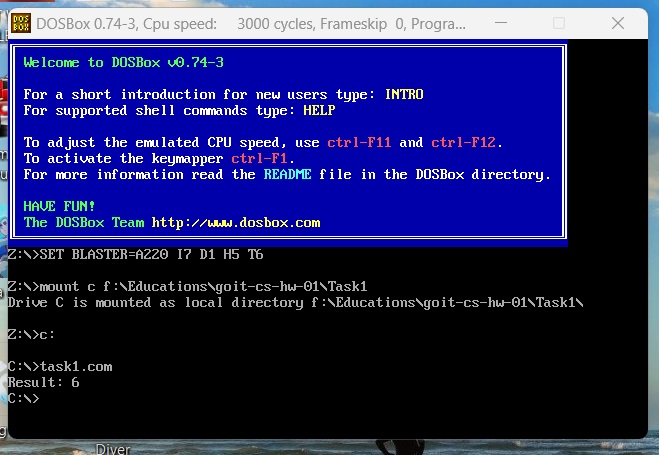 DOSBox 0.74-3, Cpu speed:     3000 cycles, Frameskip  0, Progra...
Welcome to DOSBox v0.74-3
For a short introduction for new users type: INTRO
For supported shell commands type: HELP
To adjust the emulated CPU speed, use ctrl-F11 and ctrl-F12.
To activate the keymapper ctrl-F1.
For more information read the README file in the DOSBox directory.
HAVE FUN!
The DOSBox Team http://www.dosbox.com
Z:\>SET BLASTER=A220 I7 D1 H5 T6
Z:\>mount c f:\Educations\goit-cs-hw-01\Task1
Drive C is mounted as local directory f:\Educations\goit-cs-hw-01\Task1\
Z:\>c:
C:\>task1.com
Result: 6
C:\>
Diver